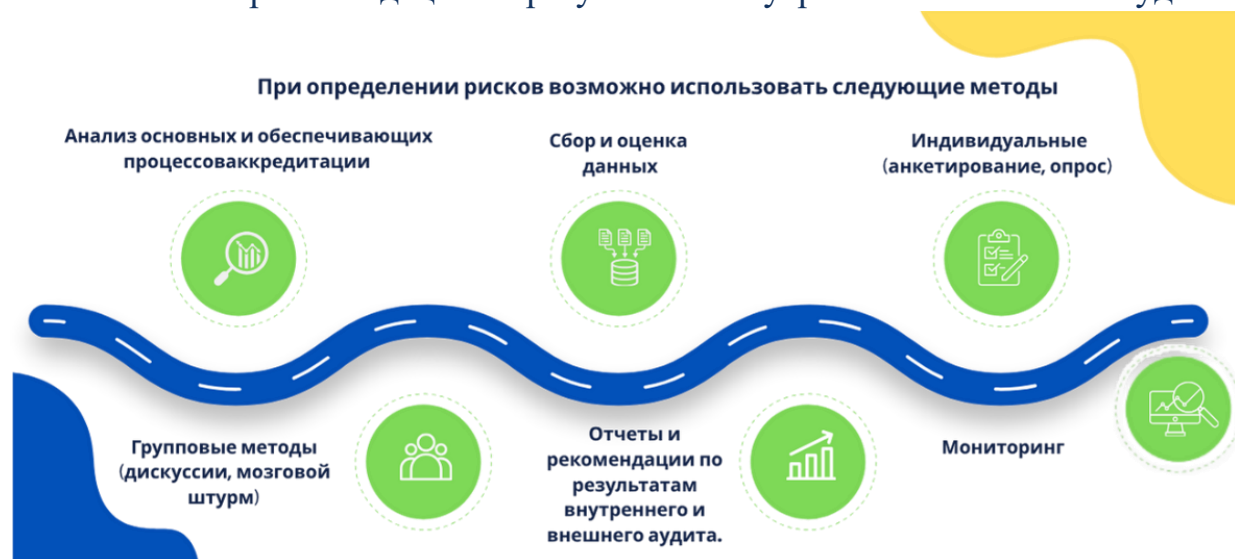 При определении рисков возможно использовать следующие методы
Анализ основных и обеспечивающих
процессоваккредитации
Сбор и оценка
данных
Индивидуальные
(анкетирование, опрос)
Групповые методы
(дискуссии, мозговой
штурм)
Отчеты и
рекомендации по
результатам
внутреннего и
внешнего аудита.
Мониторинг